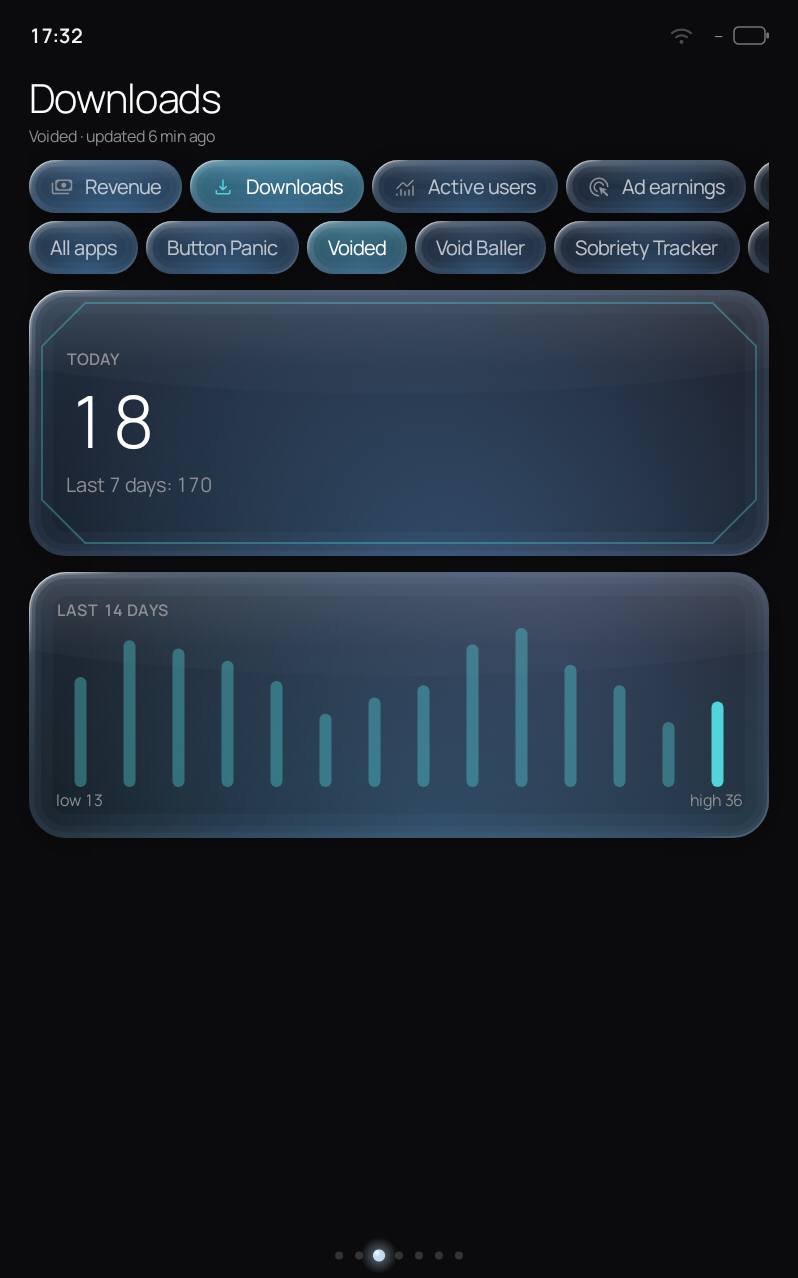 17:32 –
Downloads
Voided · updated 6 min ago
Revenue Downloads Active users Ad earnings
All apps Button Panic Voided Void Baller Sobriety Tracker
TODAY
18
Last 7 days: 170
LAST 14 DAYS
low 13 high 36